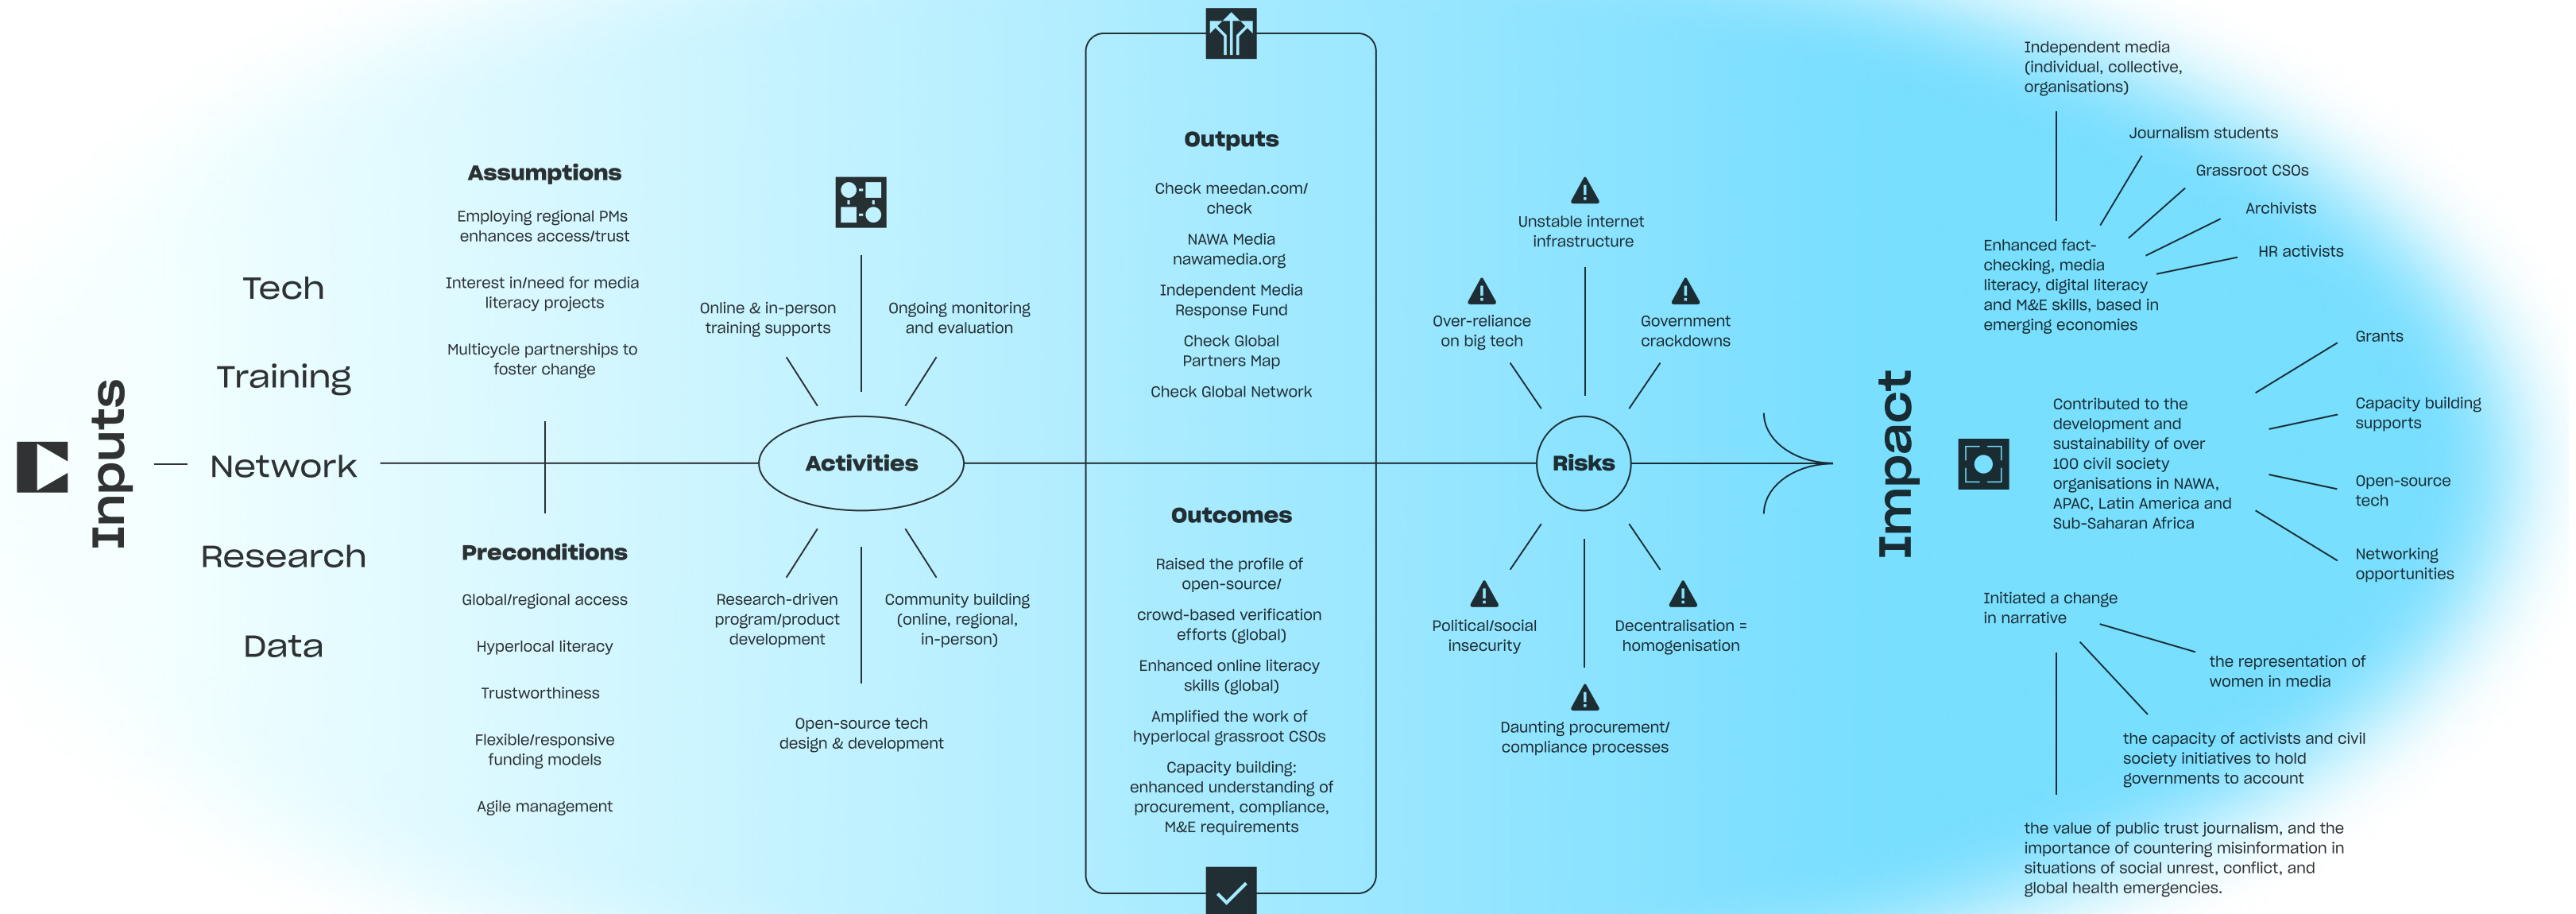 Inputs
Tech
Training
Network
Research
Data
Assumptions
Employing regional PMs
enhances access/trust
Interest in/need for media
literacy projects
Multicycle partnerships to
foster change
Preconditions
Global/regional access
Hyperlocal literacy
Trustworthiness
Flexible/responsive
funding models
Agile management
Online & in-person
training supports
Ongoing monitoring
and evaluation
Activities
Research-driven
program/product
development
Community building
(online, regional,
in-person)
Open-source tech
design & development
Outputs
Check meedan.com/
check
NAWA Media
nawamedia.org
Independent Media
Response Fund
Check Global
Partners Map
Check Global Network
Outcomes
Raised the profile of
open-source/
crowd-based verification
efforts (global)
Enhanced online literacy
skills (global)
Amplified the work of
hyperlocal grassroot CSOs
Capacity building:
enhanced understanding of
procurement, compliance,
M&E requirements
Unstable internet
infrastructure
Over-reliance
on big tech
Government
crackdowns
Risks
Political/social
insecurity
Decentralisation =
homogenisation
Daunting procurement/
compliance processes
Impact
Independent media
(individual, collective,
organisations)
Journalism students
Grassroot CSOs
Archivists
HR activists
Enhanced fact-
checking, media
literacy, digital literacy
and M&E skills, based in
emerging economies
Contributed to the
development and
sustainability of over
100 civil society
organisations in NAWA,
APAC, Latin America and
Sub-Saharan Africa
Grants
Capacity building
supports
Open-source
tech
Networking
opportunities
Initiated a change
in narrative
the representation of
women in media
the capacity of activists and civil
society initiatives to hold
governments to account
the value of public trust journalism, and the
importance of countering misinformation in
situations of social unrest, conflict, and
global health emergencies.